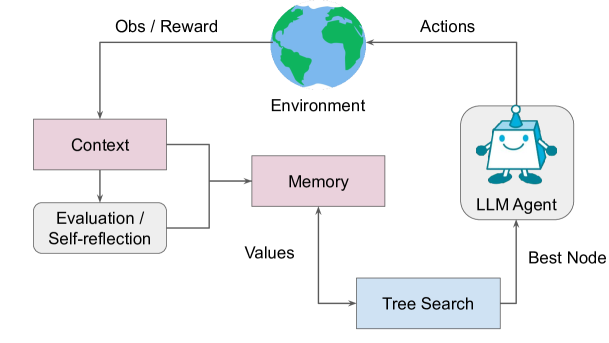 Obs / Reward
Actions
Environment
Context
Evaluation /
Self-reflection
Memory
LLM Agent
Values
Best Node
Tree Search